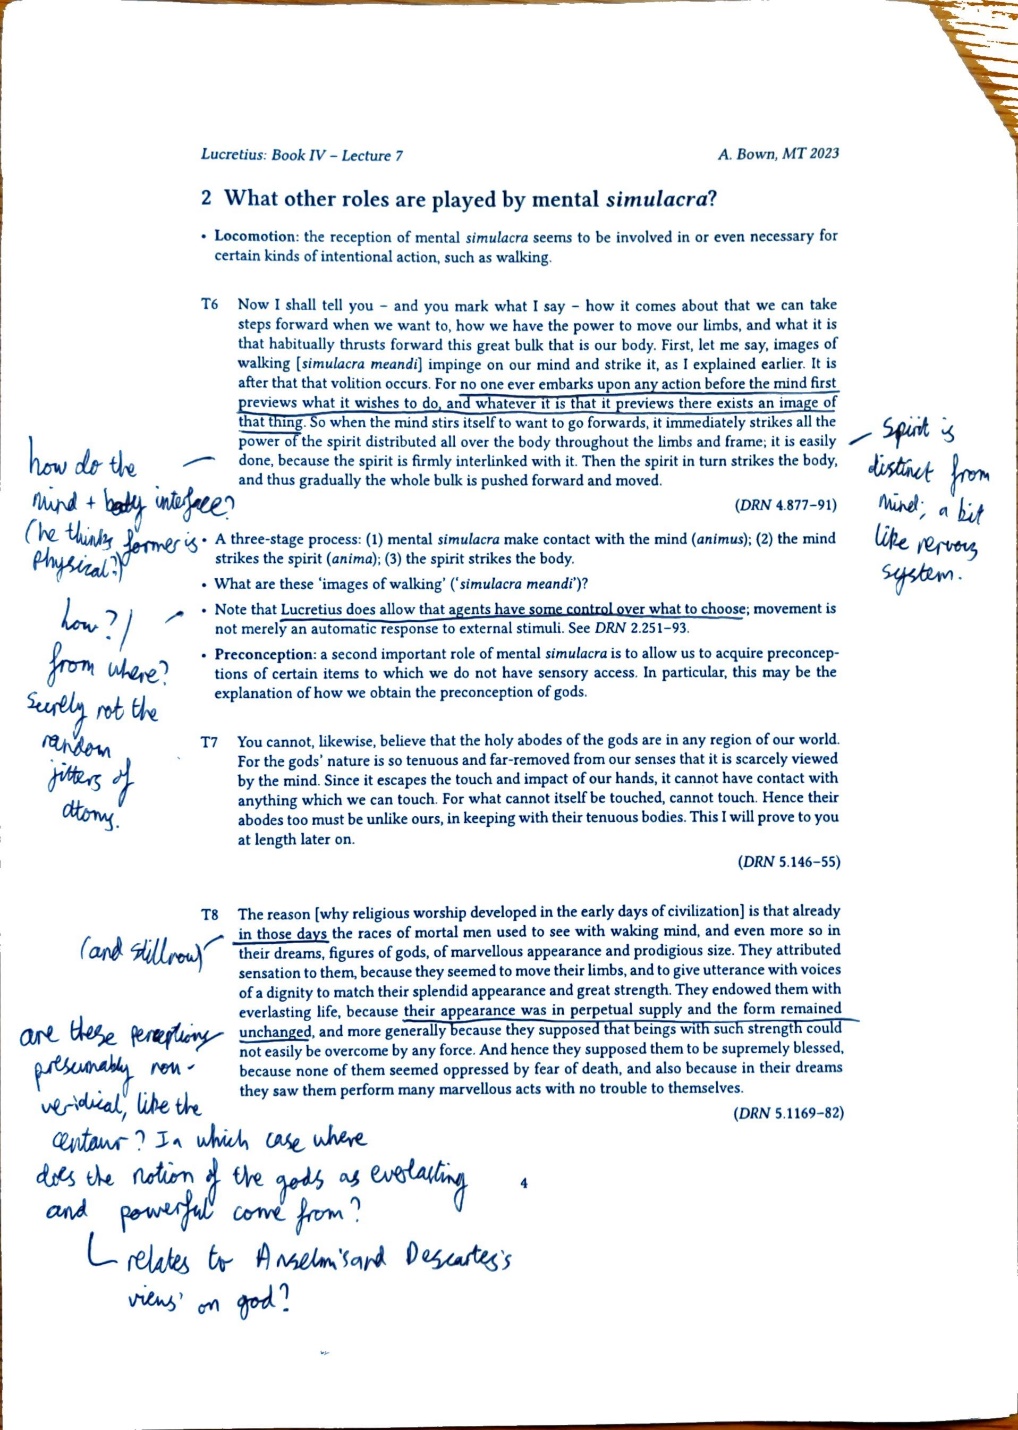 Lucretius: Book IV – Lecture 7
A. Bown, MT 2023
2 What other roles are played by mental simulacra?
• Locomotion: the reception of mental simulacra seems to be involved in or even necessary for
certain kinds of intentional action, such as walking.
T6 Now I shall tell you – and you mark what I say – how it comes about that we can take
steps forward when we want to, how we have the power to move our limbs, and what it is
that habitually thrusts forward this great bulk that is our body. First, let me say, images of
walking [simulacra meandi] impinge on our mind and strike it, as I explained earlier. It is
after that that volition occurs. For no one ever embarks upon any action before the mind first
previews what it wishes to do, and whatever it is that it previews there exists an image of
that thing. So when the mind stirs itself to want to go forwards, it immediately strikes all the
power of the spirit distributed all over the body throughout the limbs and frame; it is easily
done, because the spirit is firmly interlinked with it. Then the spirit in turn strikes the body,
and thus gradually the whole bulk is pushed forward and moved.
(DRN 4.877–91)
Spirit is
distinct from
mind; a bit
like nervous
system.
how do the
mind + body interface?
(he thinks former is
physical?)
• A three-stage process: (1) mental simulacra make contact with the mind (animus); (2) the mind
strikes the spirit (anima); (3) the spirit strikes the body.
• What are these 'images of walking' ('simulacra meandi')?
• Note that Lucretius does allow that agents have some control over what to choose; movement is
not merely an automatic response to external stimuli. See DRN 2.251–93.
how?/
from where?
Surely not the
random
jitters of
atoms.
• Preconception: a second important role of mental simulacra is to allow us to acquire preconcep-
tions of certain items to which we do not have sensory access. In particular, this may be the
explanation of how we obtain the preconception of gods.
T7 You cannot, likewise, believe that the holy abodes of the gods are in any region of our world.
For the gods' nature is so tenuous and far-removed from our senses that it is scarcely viewed
by the mind. Since it escapes the touch and impact of our hands, it cannot have contact with
anything which we can touch. For what cannot itself be touched, cannot touch. Hence their
abodes too must be unlike ours, in keeping with their tenuous bodies. This I will prove to you
at length later on.
(DRN 5.146–55)
T8 The reason [why religious worship developed in the early days of civilization] is that already
in those days the races of mortal men used to see with waking mind, and even more so in
their dreams, figures of gods, of marvellous appearance and prodigious size. They attributed
sensation to them, because they seemed to move their limbs, and to give utterance with voices
of a dignity to match their splendid appearance and great strength. They endowed them with
everlasting life, because their appearance was in perpetual supply and the form remained
unchanged, and more generally because they supposed that beings with such strength could
not easily be overcome by any force. And hence they supposed them to be supremely blessed,
because none of them seemed oppressed by fear of death, and also because in their dreams
they saw them perform many marvellous acts with no trouble to themselves.
(DRN 5.1169–82)
(and still now)
are these perceptions
presumably non-
veridical, like the
centaur? In which case where
does the notion of the gods as everlasting
and powerful come from?
relates to Anselm's and Descartes's
views on god?
4